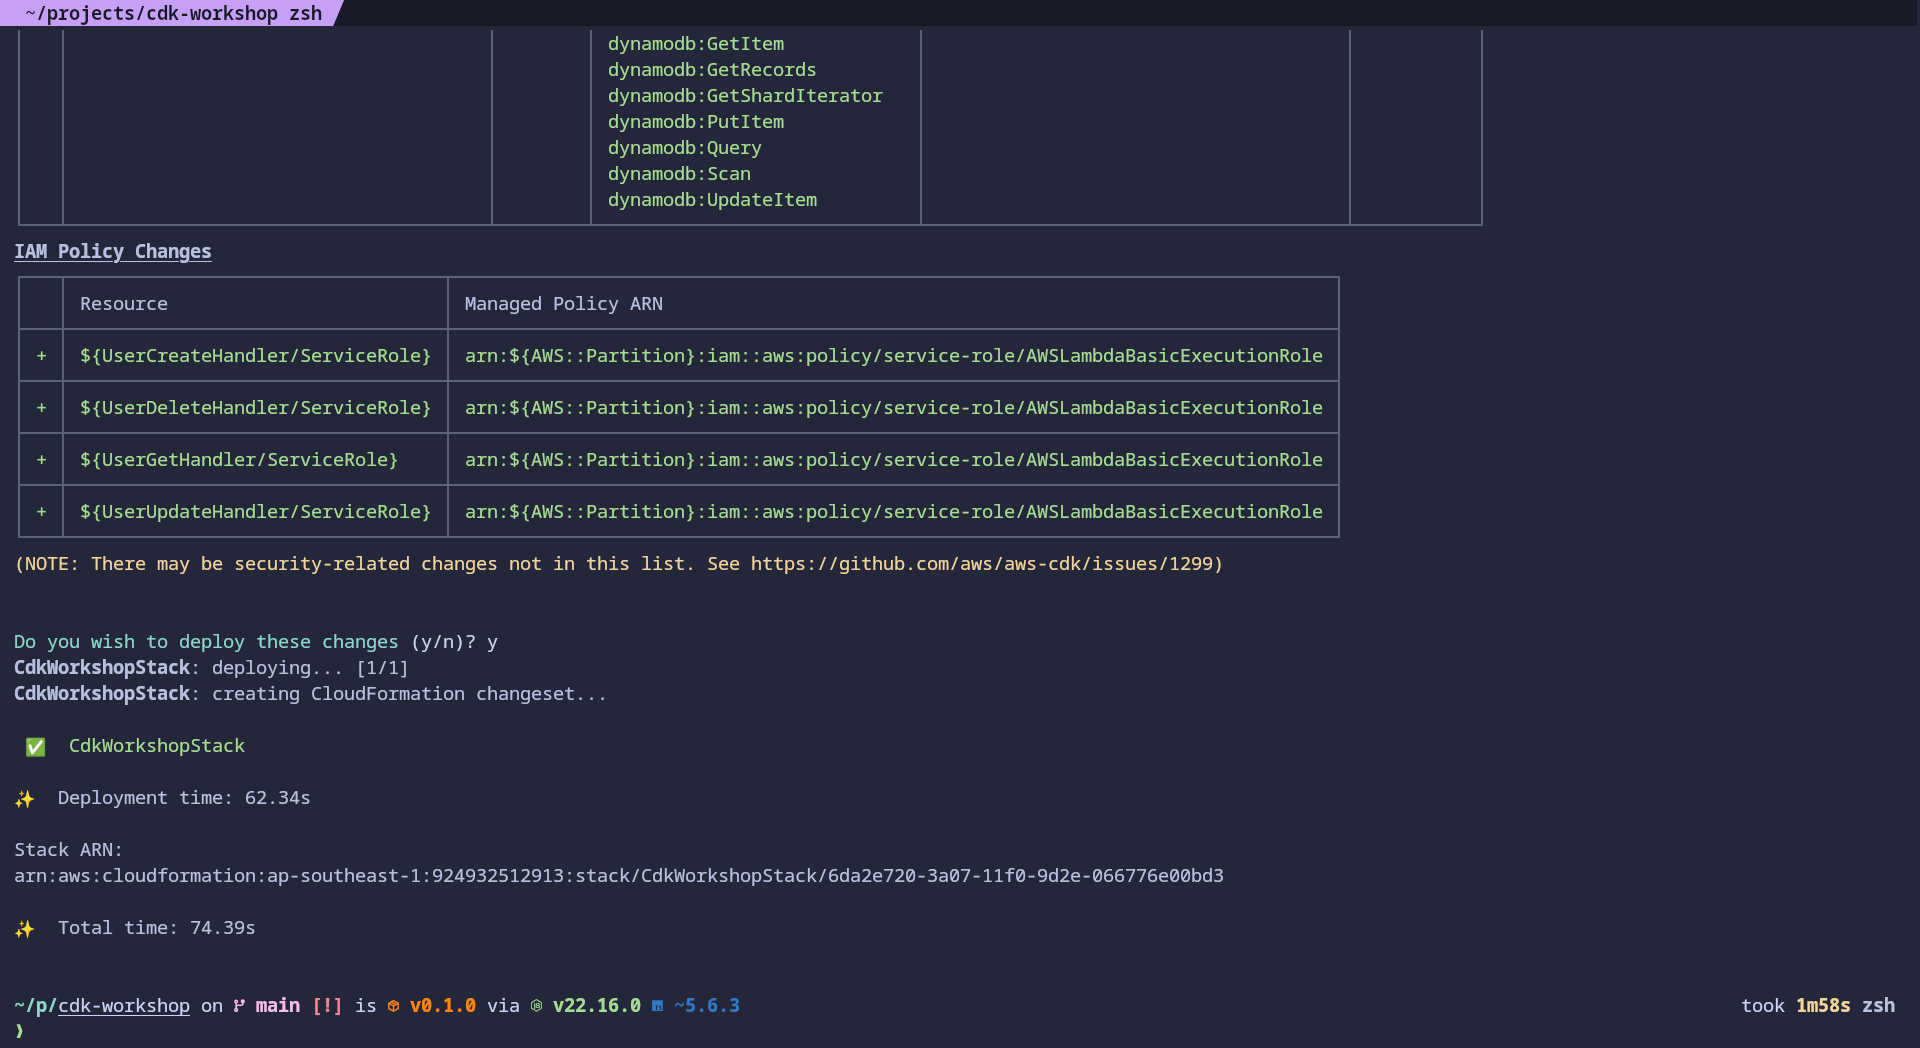 ~/projects/cdk-workshop zsh
dynamodb:GetItem
dynamodb:GetRecords
dynamodb:GetShardIterator
dynamodb:PutItem
dynamodb:Query
dynamodb:Scan
dynamodb:UpdateItem
IAM Policy Changes
Resource Managed Policy ARN
+ ${UserCreateHandler/ServiceRole} arn:${AWS::Partition}:iam::aws:policy/service-role/AWSLambdaBasicExecutionRole
+ ${UserDeleteHandler/ServiceRole} arn:${AWS::Partition}:iam::aws:policy/service-role/AWSLambdaBasicExecutionRole
+ ${UserGetHandler/ServiceRole} arn:${AWS::Partition}:iam::aws:policy/service-role/AWSLambdaBasicExecutionRole
+ ${UserUpdateHandler/ServiceRole} arn:${AWS::Partition}:iam::aws:policy/service-role/AWSLambdaBasicExecutionRole
(NOTE: There may be security-related changes not in this list. See https://github.com/aws/aws-cdk/issues/1299)
Do you wish to deploy these changes (y/n)? y
CdkWorkshopStack: deploying... [1/1]
CdkWorkshopStack: creating CloudFormation changeset...
✅ CdkWorkshopStack
✨ Deployment time: 62.34s
Stack ARN:
arn:aws:cloudformation:ap-southeast-1:924932512913:stack/CdkWorkshopStack/6da2e720-3a07-11f0-9d2e-066776e00bd3
✨ Total time: 74.39s
~/p/cdk-workshop on main [!] is v0.1.0 via v22.16.0 ~5.6.3 took 1m58s zsh
❯